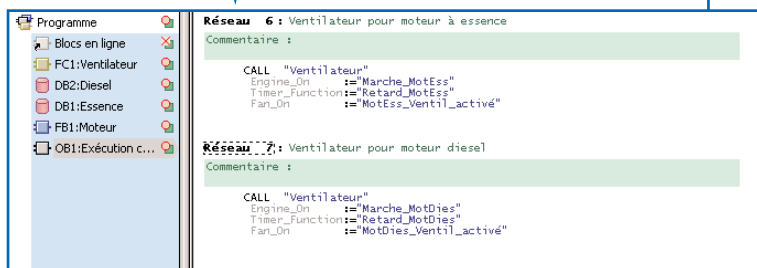 Programme
Blocs en ligne
FC1:Ventilateur
DB2:Diesel
DB1:Essence
FB1:Moteur
OB1:Exécution c...
Réseau 6 : Ventilateur pour moteur à essence
Commentaire :
CALL "Ventilateur"
Engine_On :="Marche_MotEss"
Timer_Function:="Retard_MotEss"
Fan_On :="MotEss_Ventil_activé"
Réseau 7 : Ventilateur pour moteur diesel
Commentaire :
CALL "Ventilateur"
Engine_On :="Marche_MotDies"
Timer_Function:="Retard_MotDies"
Fan_On :="MotDies_Ventil_activé"